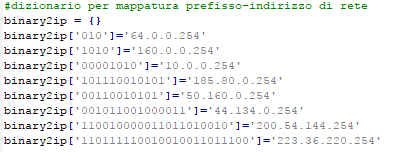 #dizionario per mappatura prefisso-indirizzo di rete
binary2ip = {}
binary2ip['010']='64.0.0.254'
binary2ip['1010']='160.0.0.254'
binary2ip['00001010']='10.0.0.254'
binary2ip['101110010101']='185.80.0.254'
binary2ip['00110010101']='50.160.0.254'
binary2ip['001011001000011']='44.134.0.254'
binary2ip['110010000011011010010']='200.54.144.254'
binary2ip['110111110010010011011100']='223.36.220.254'